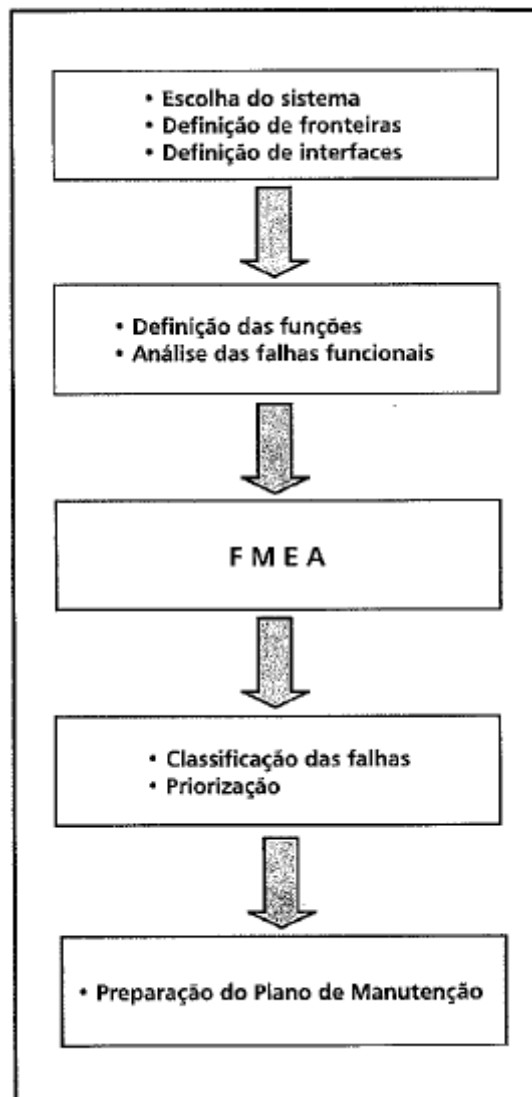 • Escolha do sistema
• Definição de fronteiras
• Definição de interfaces
• Definição das funções
• Análise das falhas funcionais
F M E A
• Classificação das falhas
• Priorização
• Preparação do Plano de Manutenção